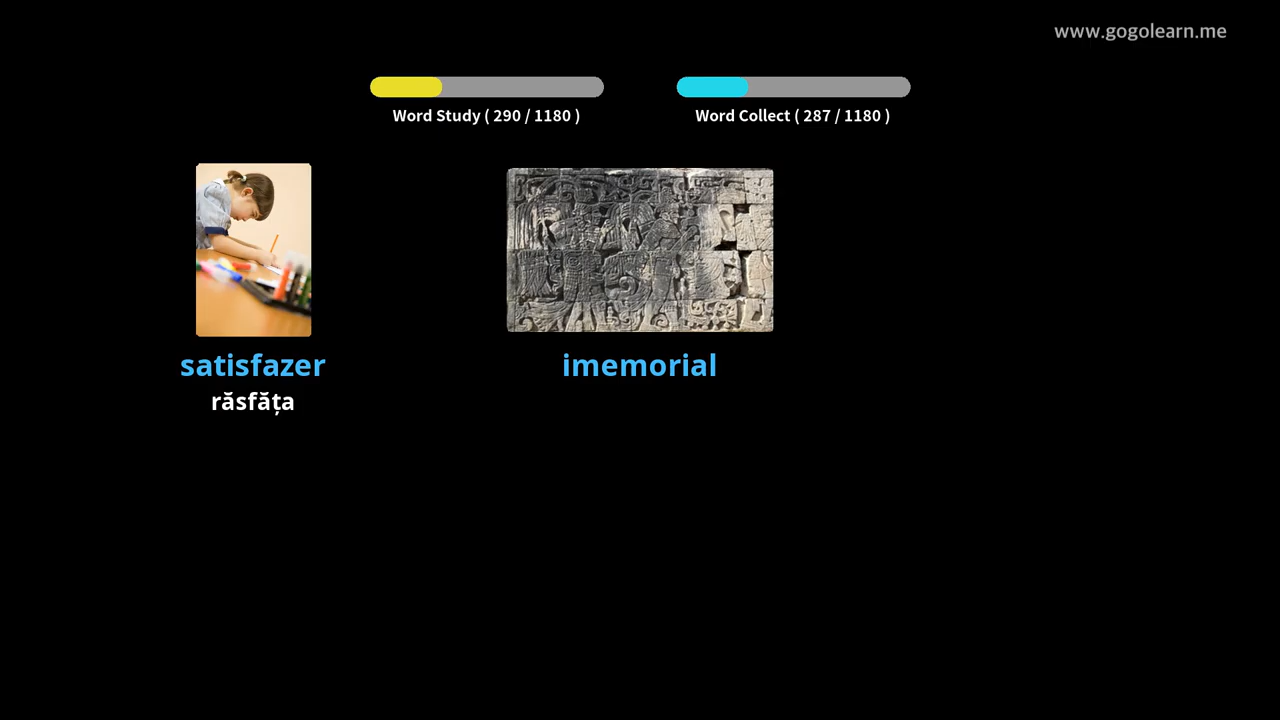 www.gogolearn.me
Word Study ( 290 / 1180 )
Word Collect ( 287 / 1180 )
satisfazer
răsfăța
imemorial